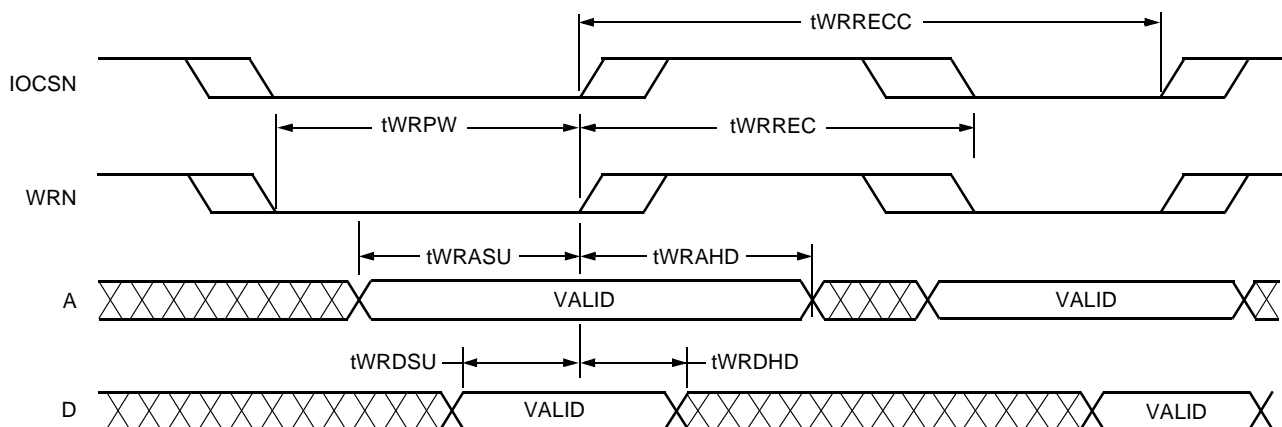 tWRRECC
IOCSN
tWRPW
tWRREC
WRN
tWRASU
tWRAHD
A
VALID
VALID
tWRDSU
tWRDHD
D
VALID
VALID